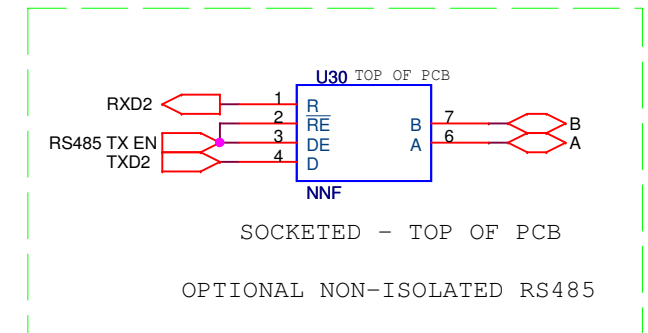 U30 TOP OF PCB
RXD2 1 R
2 RE B 7 B
RS485 TX EN 3 DE A 6 A
TXD2 4 D
NNF
SOCKETED - TOP OF PCB
OPTIONAL NON-ISOLATED RS485